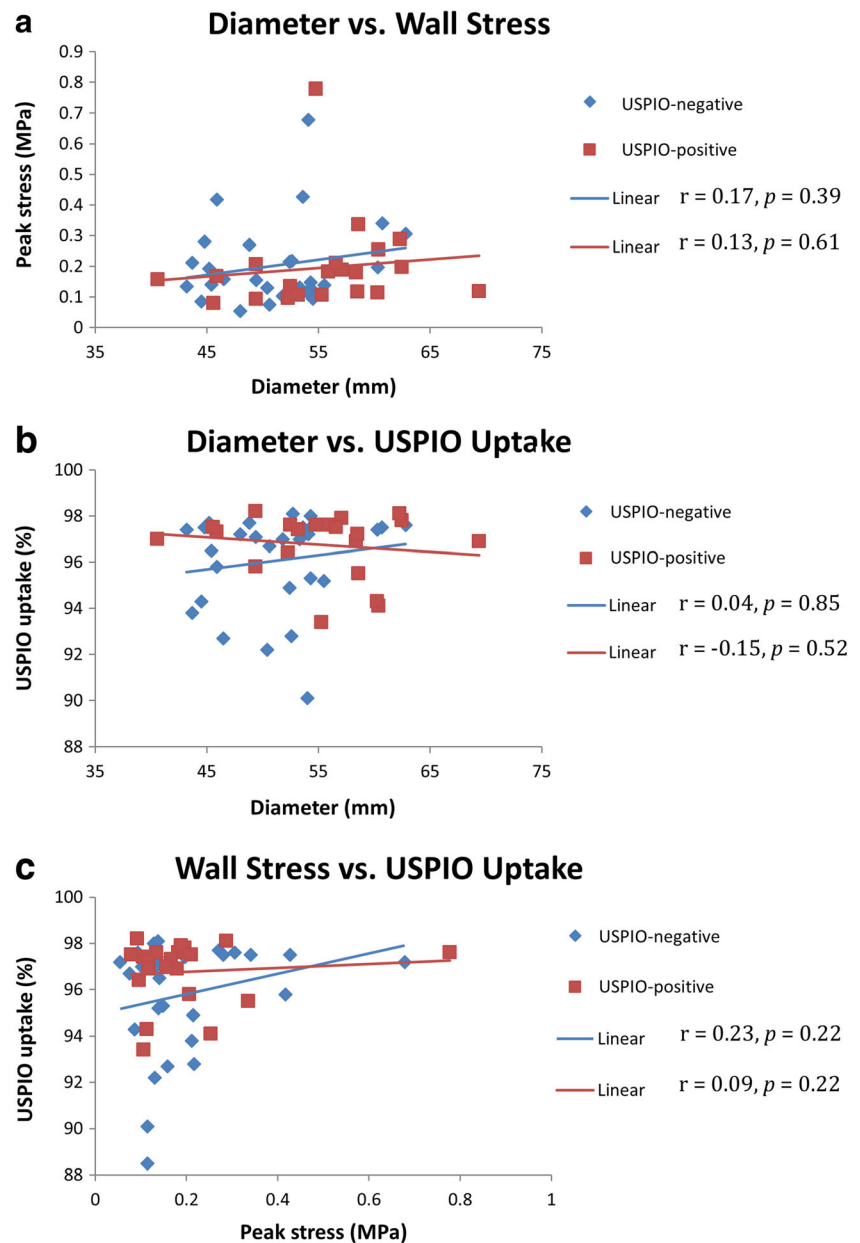 a
Diameter vs. Wall Stress
0.9
0.8
0.7
0.6
0.5
0.4
0.3
0.2
0.1
0
Peak stress (MPa)
35 45 55 65 75
Diameter (mm)
USPIO-negative
USPIO-positive
Linear r = 0.17, p = 0.39
Linear r = 0.13, p = 0.61
b
Diameter vs. USPIO Uptake
100
98
96
94
92
90
88
USPIO uptake (%)
35 45 55 65 75
Diameter (mm)
USPIO-negative
USPIO-positive
Linear r = 0.04, p = 0.85
Linear r = -0.15, p = 0.52
c
Wall Stress vs. USPIO Uptake
100
98
96
94
92
90
88
USPIO uptake (%)
0 0.2 0.4 0.6 0.8 1
Peak stress (MPa)
USPIO-negative
USPIO-positive
Linear r = 0.23, p = 0.22
Linear r = 0.09, p = 0.22